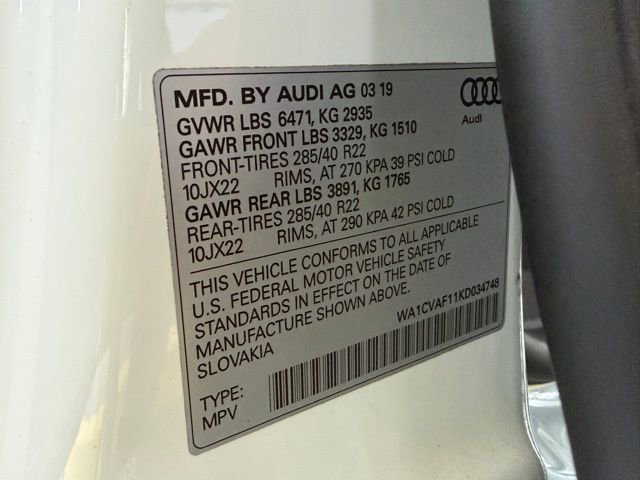 MFD. BY AUDI AG 03 19
GVWR LBS 6471, KG 2935
GAWR FRONT LBS 3329, KG 1510
FRONT-TIRES 285/40 R22
10JX22 RIMS, AT 270 KPA 39 PSI COLD
GAWR REAR LBS 3891, KG 1765
REAR-TIRES 285/40 R22
10JX22 RIMS, AT 290 KPA 42 PSI COLD
Audi
THIS VEHICLE CONFORMS TO ALL APPLICABLE
U.S. FEDERAL MOTOR VEHICLE SAFETY
STANDARDS IN EFFECT ON THE DATE OF
MANUFACTURE SHOWN ABOVE.
SLOVAKIA
WA1CVAF11KD034748
TYPE:
MPV